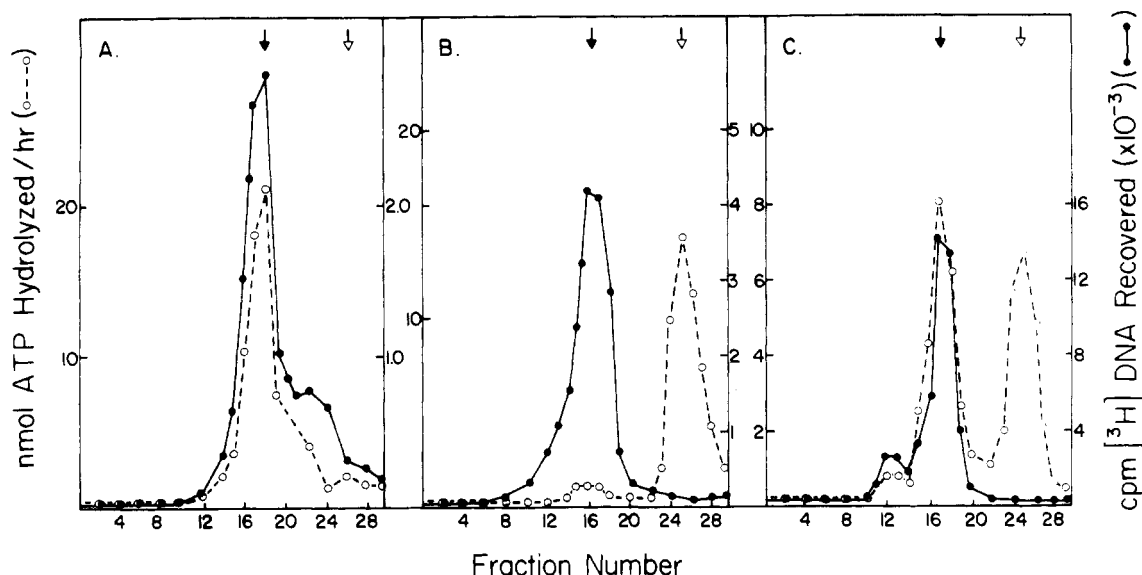 A.
B.
C.
nmol ATP Hydrolyzed/hr (o----o)
cpm [³H] DNA Recovered (x10⁻³) (●—●)
20
10
2.0
1.0
20
10
5
4
3
2
1
10
8
6
4
2
16
12
8
4
4 8 12 16 20 24 28
4 8 12 16 20 24 28
4 8 12 16 20 24 28
Fraction Number